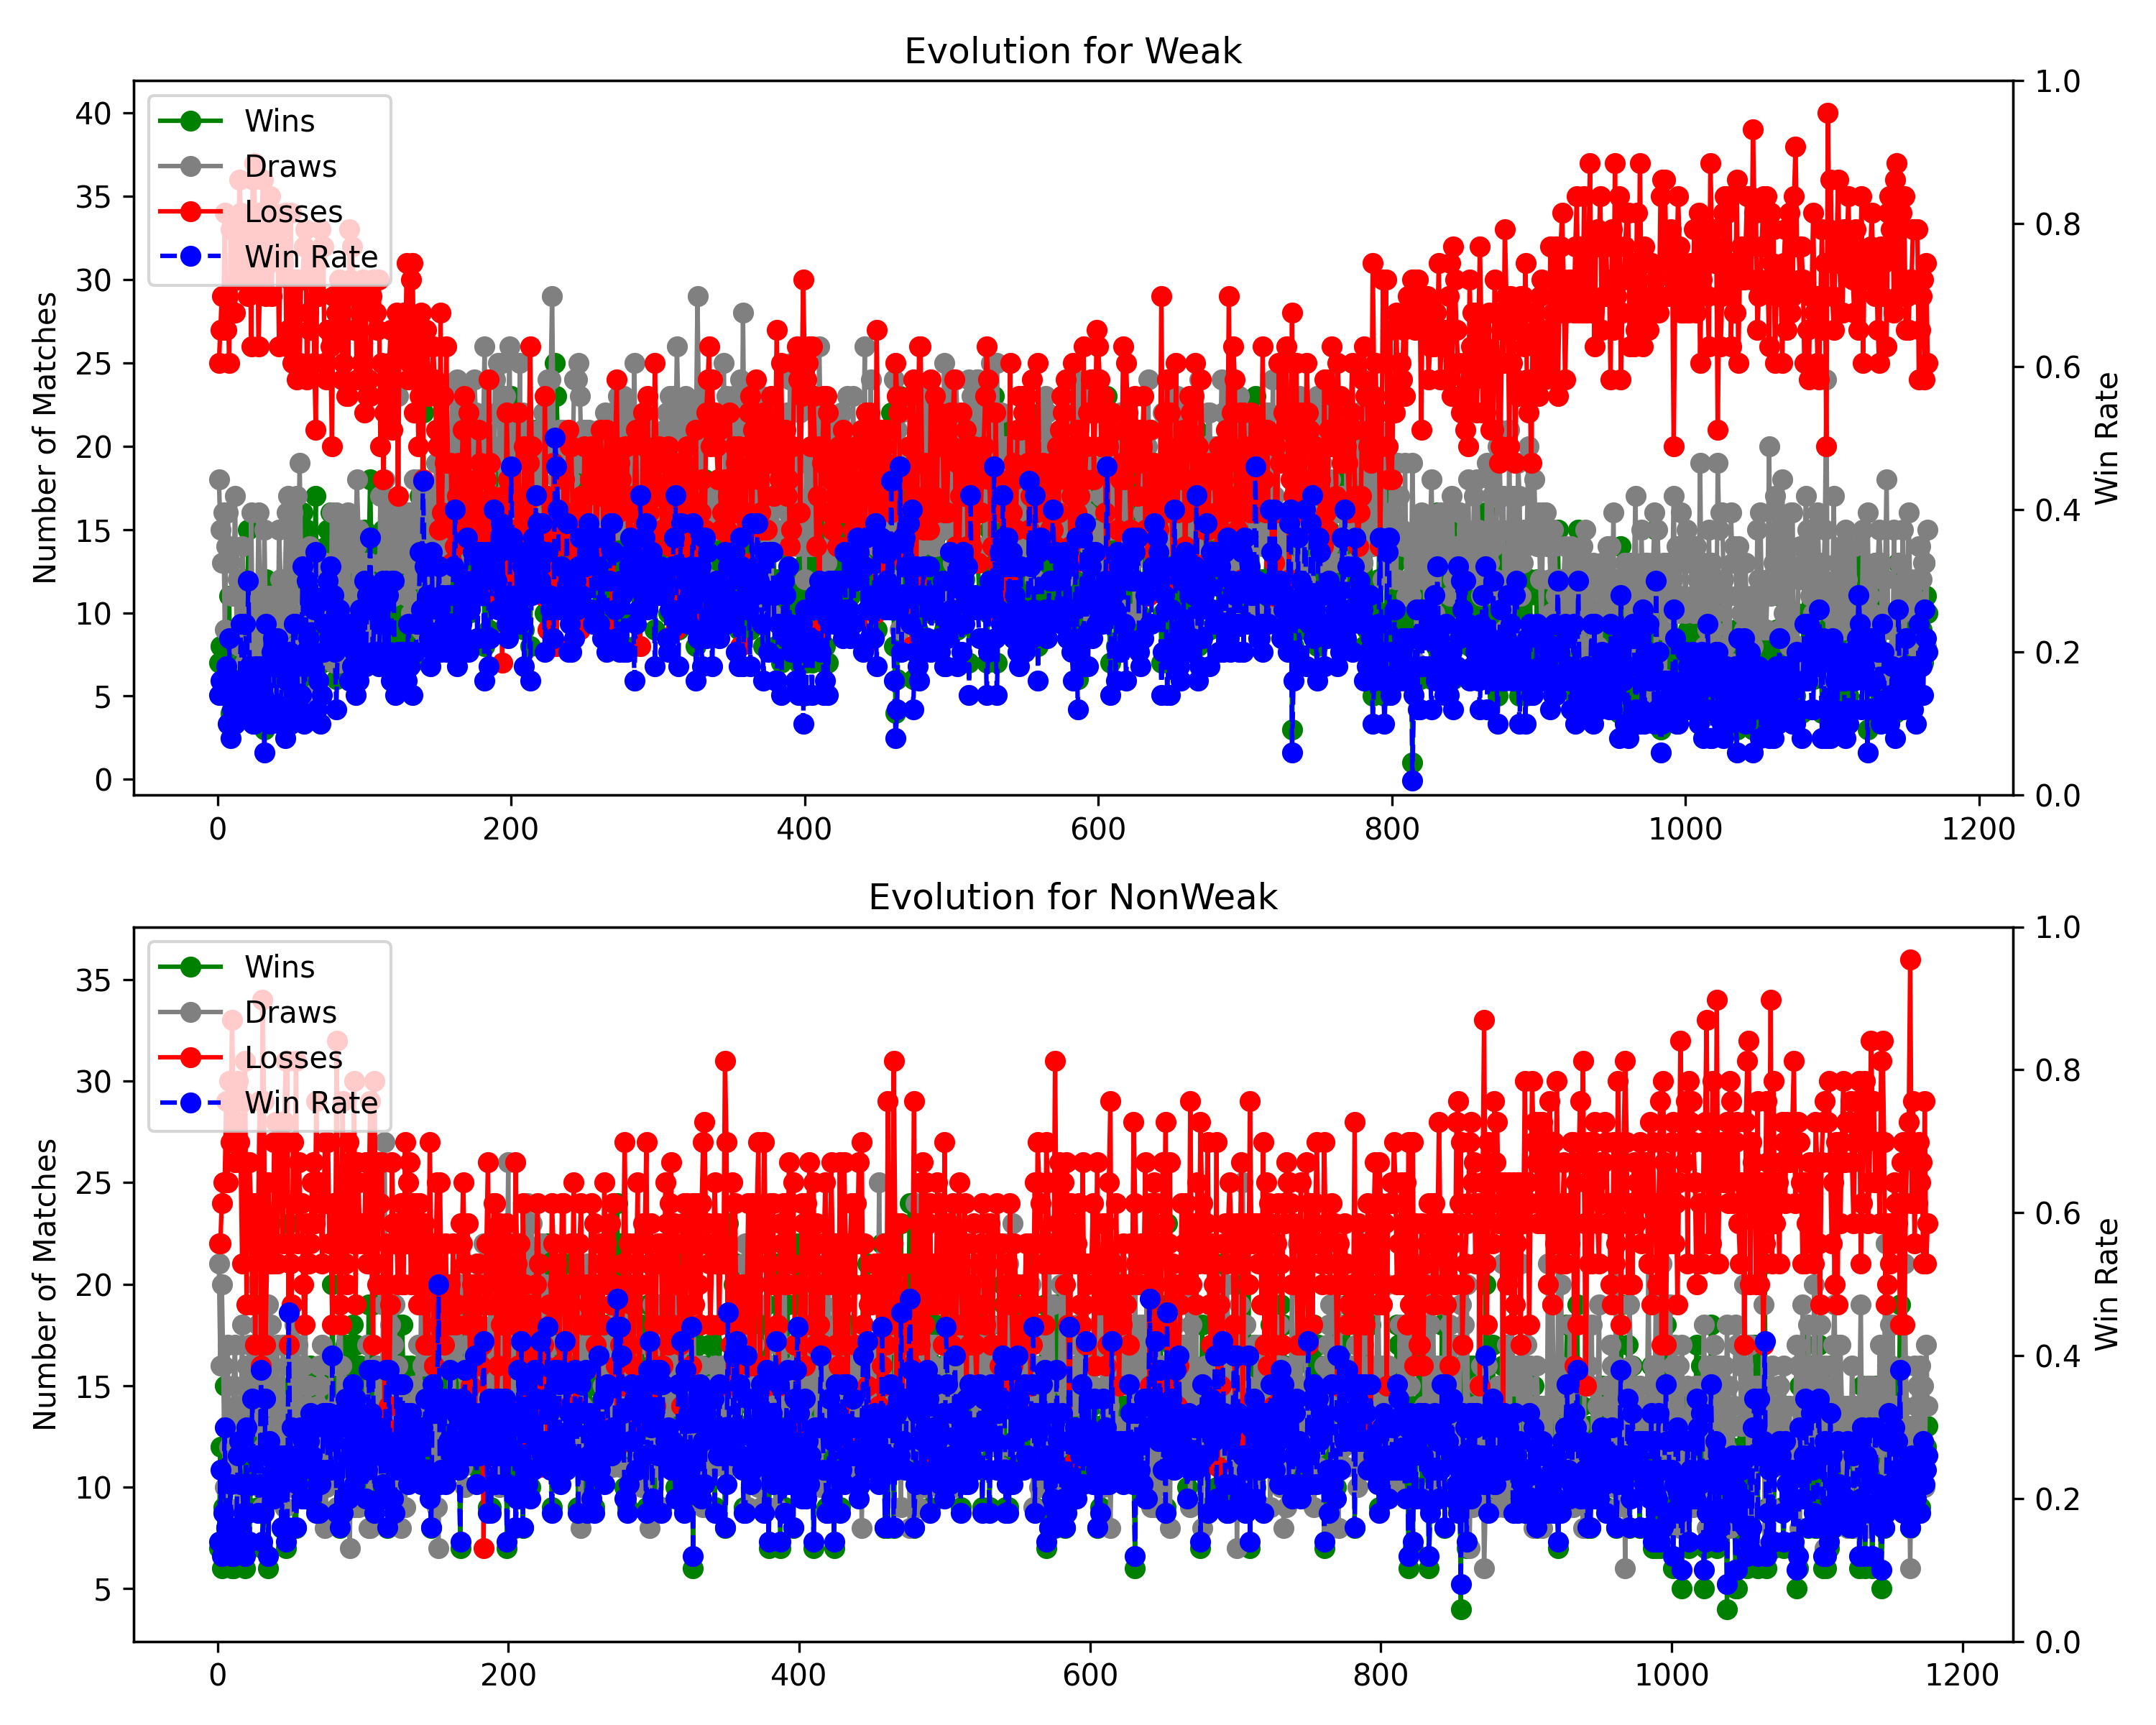 Evolution for Weak
Wins
Draws
Losses
Win Rate
Number of Matches
40
35
30
25
20
15
10
5
0
1.0
0.8
0.6
0.4
0.2
0.0
Win Rate
0 200 400 600 800 1000 1200
Evolution for NonWeak
Wins
Draws
Losses
Win Rate
Number of Matches
35
30
25
20
15
10
5
1.0
0.8
0.6
0.4
0.2
0.0
Win Rate
0 200 400 600 800 1000 1200